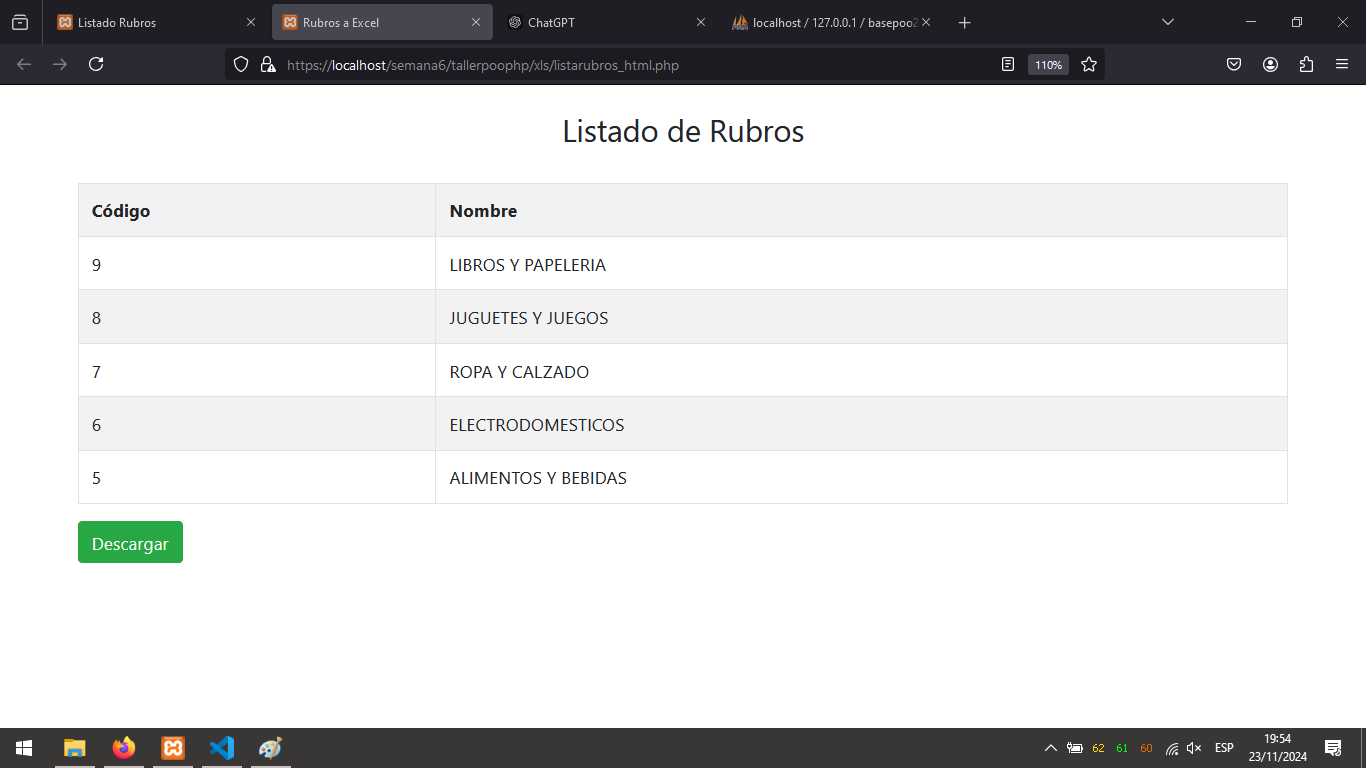 Listado Rubros
Rubros a Excel
ChatGPT
localhost / 127.0.0.1 / basepoo2
https://localhost/semana6/tallerpoophp/xls/listarubros_html.php
110%
Listado de Rubros
Código Nombre
9 LIBROS Y PAPELERIA
8 JUGUETES Y JUEGOS
7 ROPA Y CALZADO
6 ELECTRODOMESTICOS
5 ALIMENTOS Y BEBIDAS
Descargar
62 61 60 ESP
19:54
23/11/2024